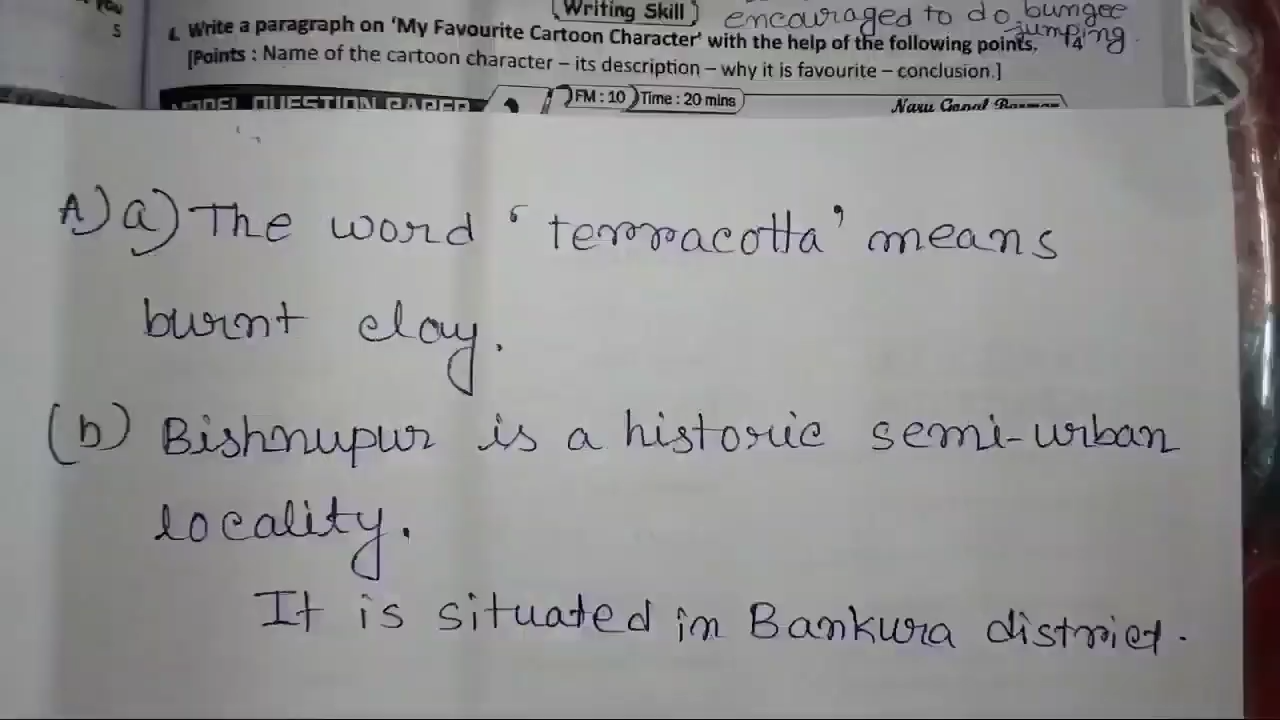 [Writing Skill]
encouraged to do bungee
jumping.
4. Write a paragraph on 'My Favourite Cartoon Character' with the help of the following points.
[Points : Name of the cartoon character – its description – why it is favourite – conclusion.]
MODEL QUESTION PAPER
FM : 10 Time : 20 mins
A) a) The word 'terracotta' means
burnt clay.
(b) Bishnupur is a historic semi-urban
locality.
It is situated in Bankura district.